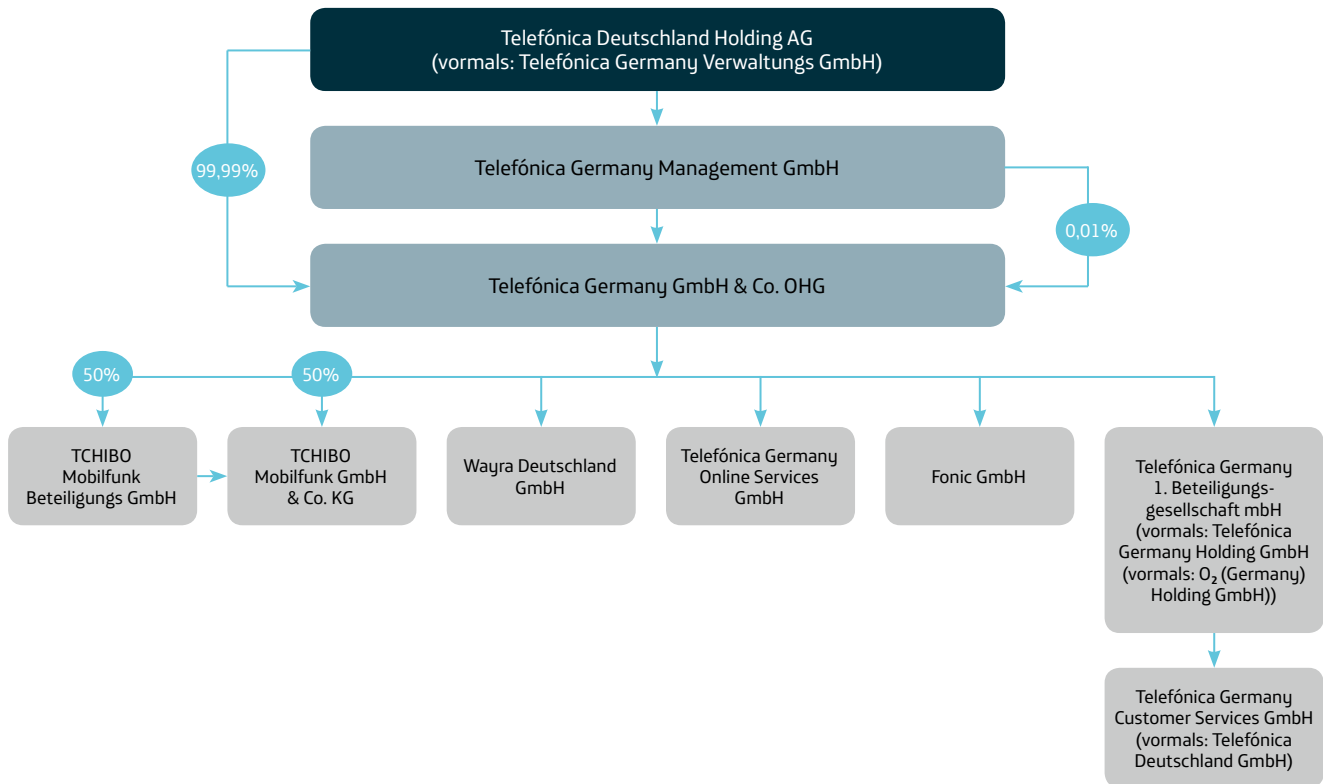 Telefónica Deutschland Holding AG
(vormals: Telefónica Germany Verwaltungs GmbH)
Telefónica Germany Management GmbH
99,99%
0,01%
Telefónica Germany GmbH & Co. OHG
50%
50%
TCHIBO
Mobilfunk
Beteiligungs GmbH
TCHIBO
Mobilfunk GmbH
& Co. KG
Wayra Deutschland
GmbH
Telefónica Germany
Online Services
GmbH
Fonic GmbH
Telefónica Germany
1. Beteiligungs-
gesellschaft mbH
(vormals: Telefónica
Germany Holding GmbH
(vormals: O₂ (Germany)
Holding GmbH))
Telefónica Germany
Customer Services GmbH
(vormals: Telefónica
Deutschland GmbH)